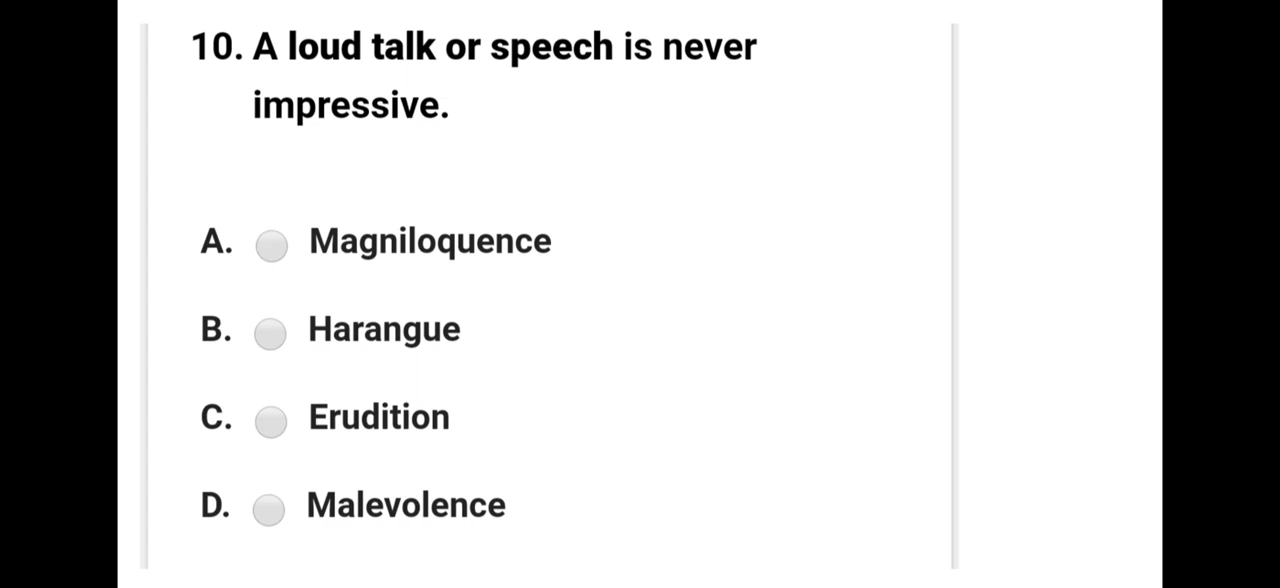 10. A loud talk or speech is never
impressive.
A. Magniloquence
B. Harangue
C. Erudition
D. Malevolence